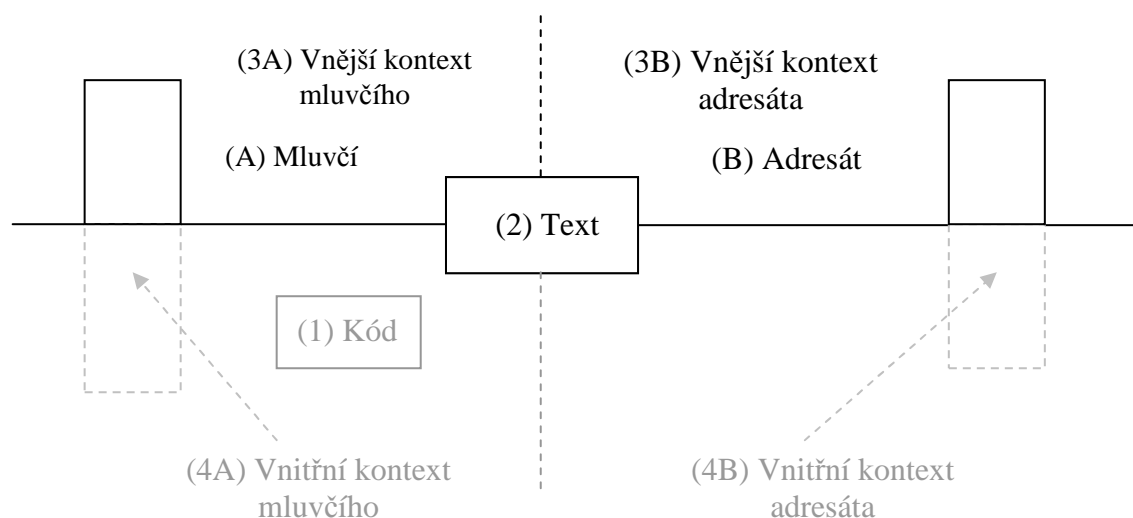 (3A) Vnější kontext
mluvčího
(3B) Vnější kontext
adresáta
(A) Mluvčí
(B) Adresát
(2) Text
(1) Kód
(4A) Vnitřní kontext
mluvčího
(4B) Vnitřní kontext
adresáta